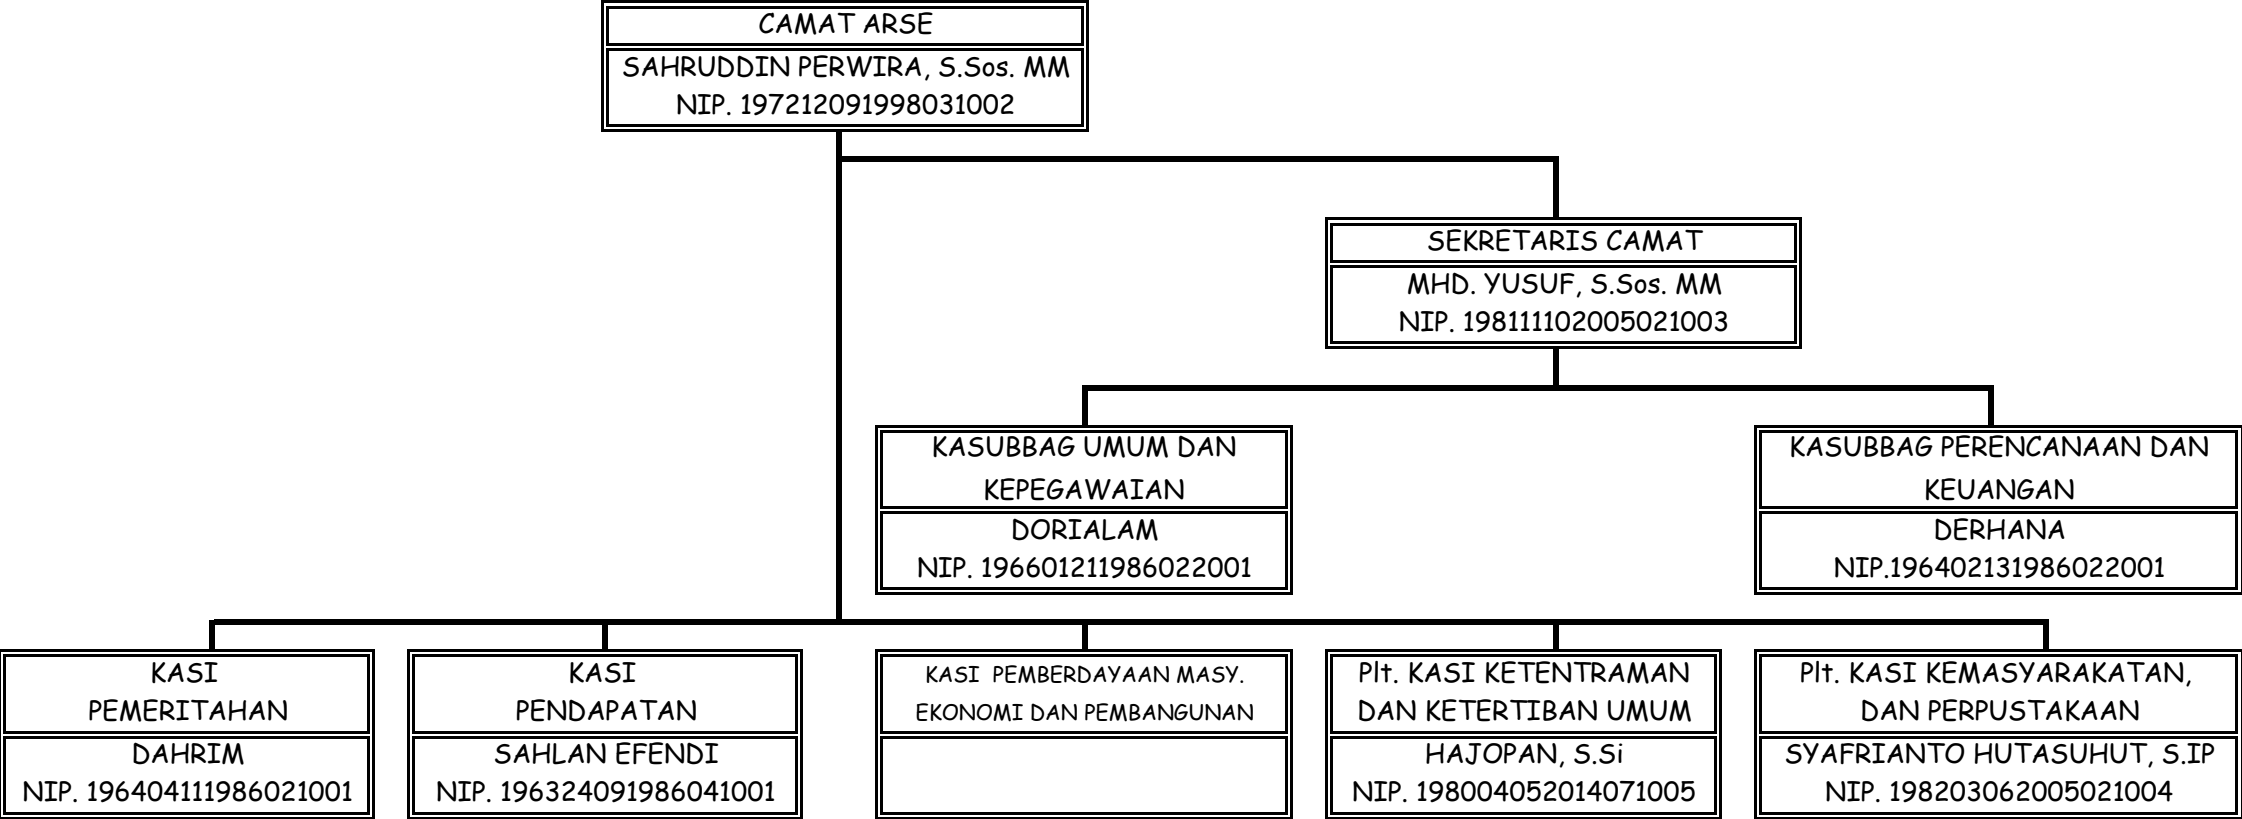 CAMAT ARSE
SAHRUDDIN PERWIRA, S.Sos. MM
NIP. 197212091998031002
SEKRETARIS CAMAT
MHD. YUSUF, S.Sos. MM
NIP. 198111102005021003
KASUBBAG UMUM DAN
KEPEGAWAIAN
DORIALAM
NIP. 196601211986022001
KASUBBAG PERENCANAAN DAN
KEUANGAN
DERHANA
NIP.196402131986022001
KASI
PEMERITAHAN
DAHRIM
NIP. 196404111986021001
KASI
PENDAPATAN
SAHLAN EFENDI
NIP. 196324091986041001
KASI PEMBERDAYAAN MASY.
EKONOMI DAN PEMBANGUNAN
Plt. KASI KETENTRAMAN
DAN KETERTIBAN UMUM
HAJOPAN, S.Si
NIP. 198004052014071005
Plt. KASI KEMASYARAKATAN,
DAN PERPUSTAKAAN
SYAFRIANTO HUTASUHUT, S.IP
NIP. 198203062005021004